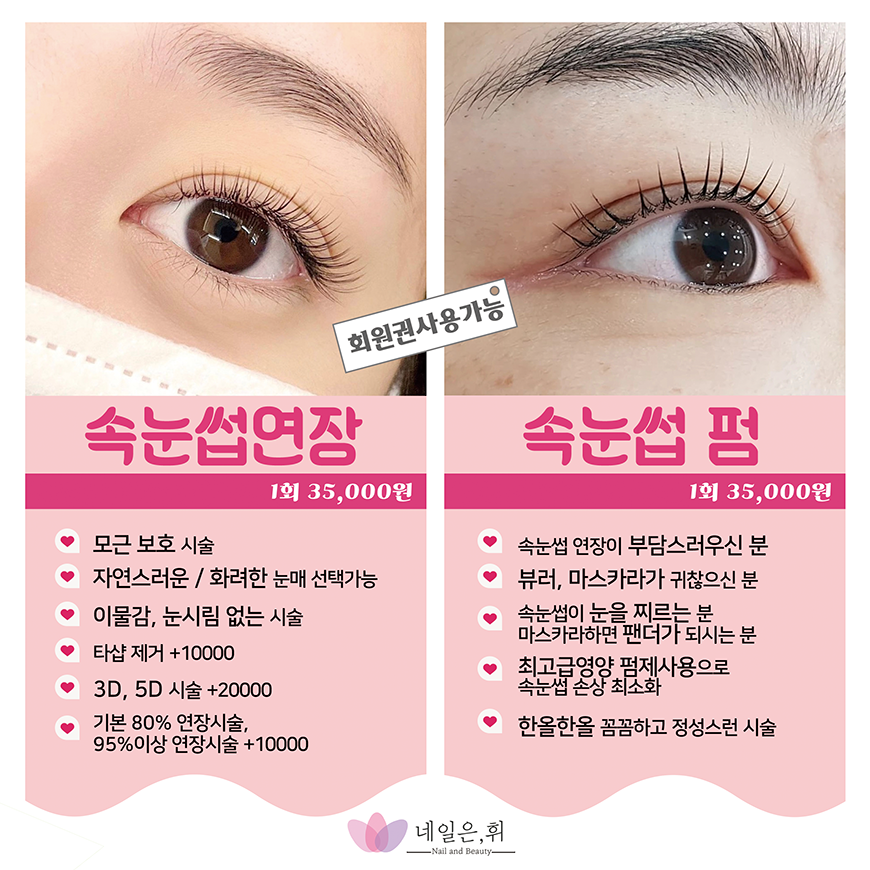 회원권사용가능
속눈썹연장
1회 35,000원
모근 보호 시술
자연스러운 / 화려한 눈매 선택가능
이물감, 눈시림 없는 시술
타샵 제거 +10000
3D, 5D 시술 +20000
기본 80% 연장시술,
95%이상 연장시술 +10000
속눈썹 펌
1회 35,000원
속눈썹 연장이 부담스러우신 분
뷰러, 마스카라가 귀찮으신 분
속눈썹이 눈을 찌르는 분
마스카라하면 팬더가 되시는 분
최고급영양 펌제사용으로
속눈썹 손상 최소화
한올한올 꼼꼼하고 정성스런 시술
네일은,휘
Nail and Beauty